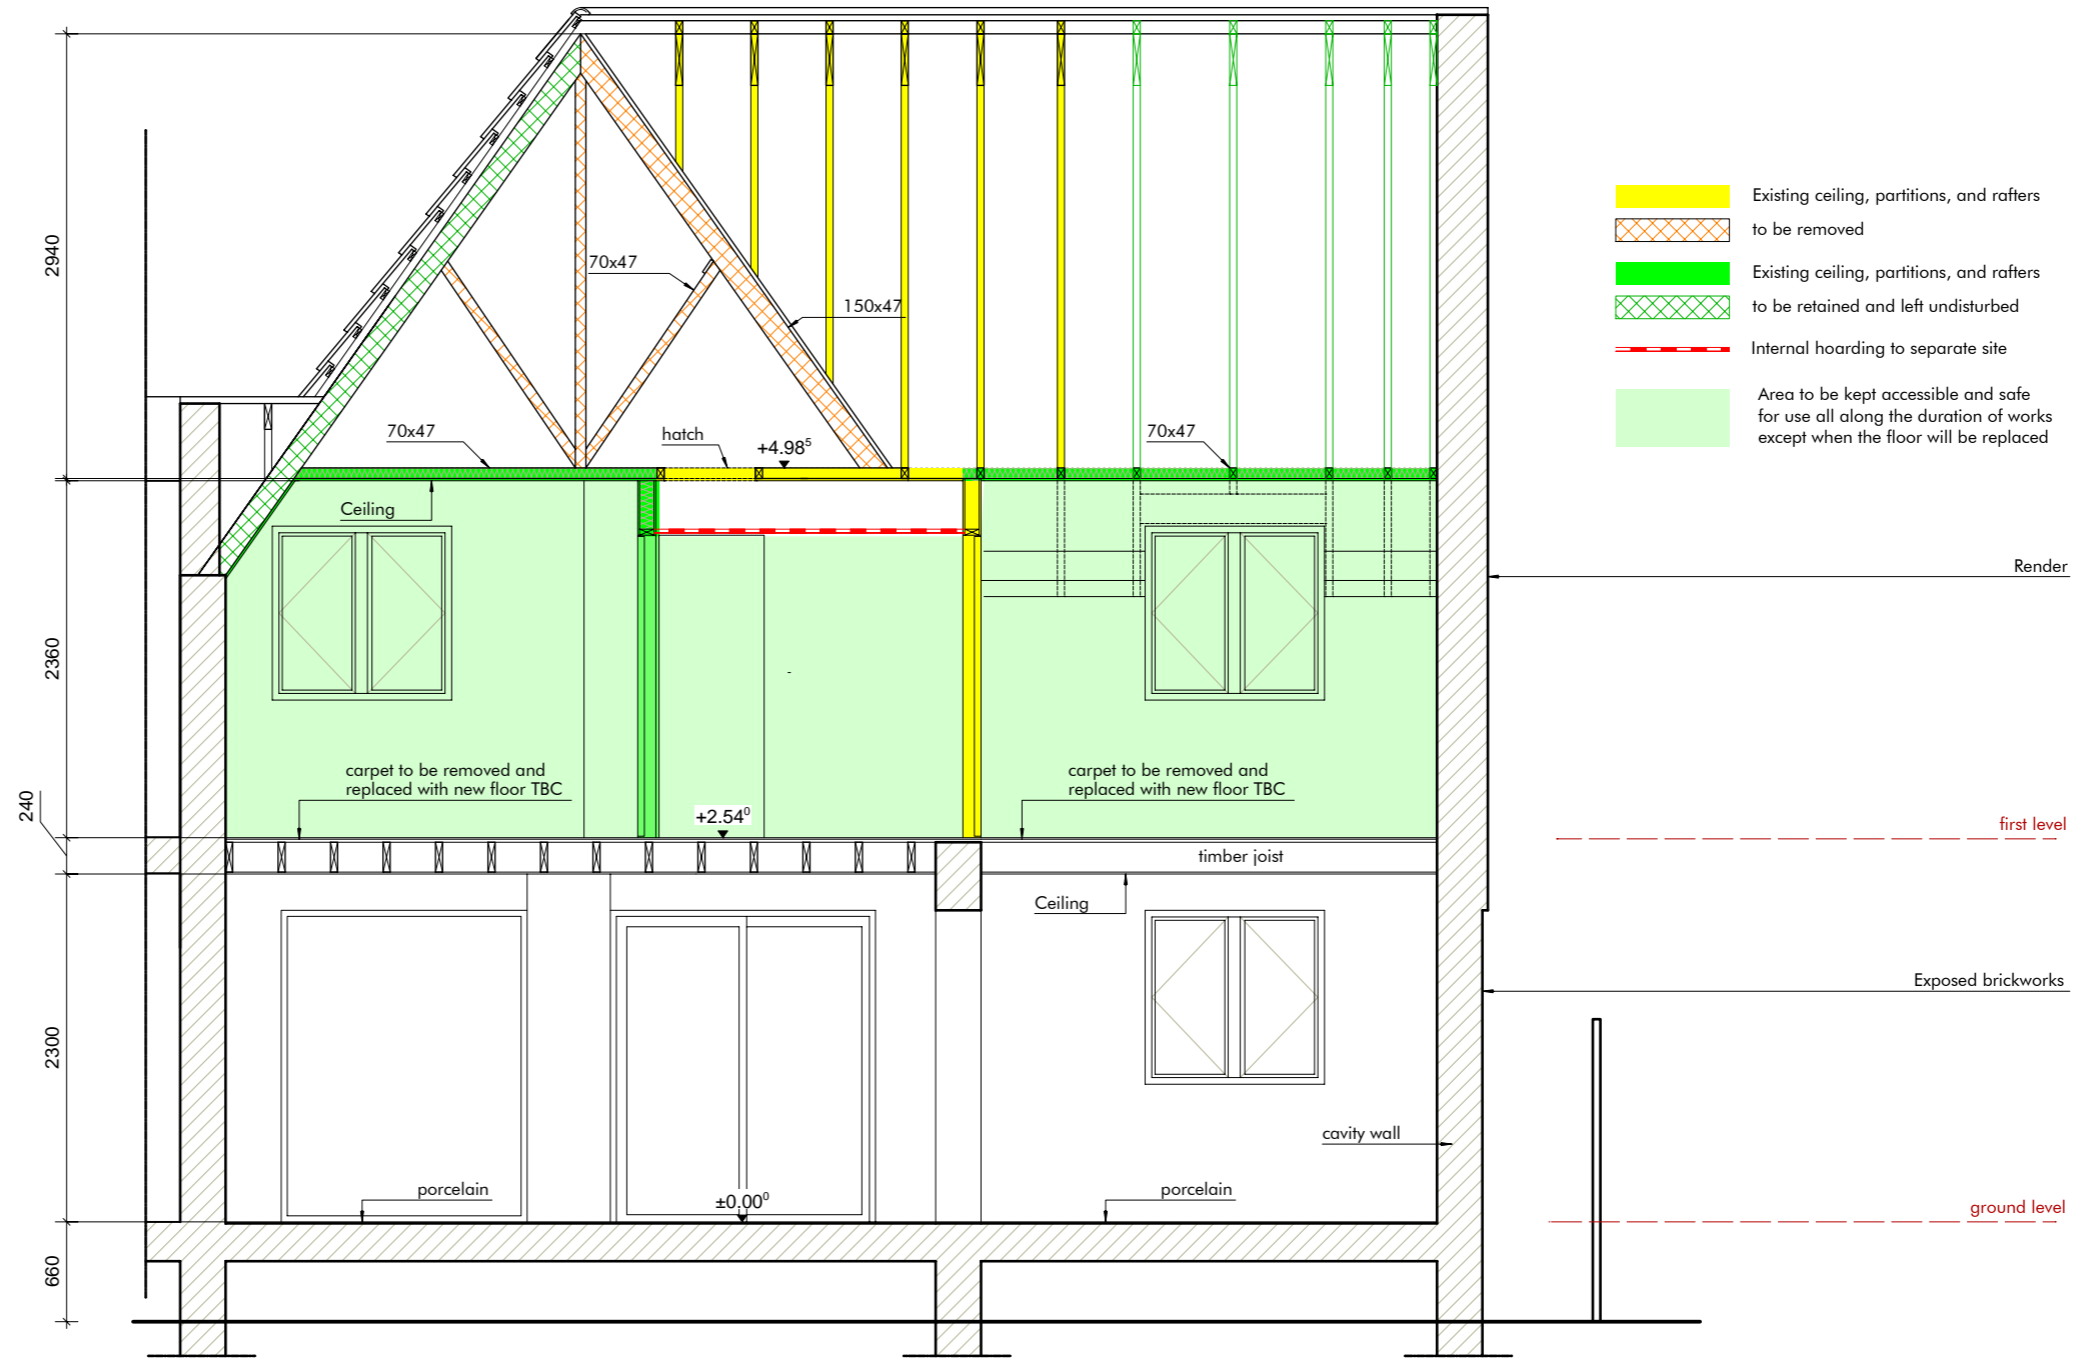 2940
2360
240
2300
660
70x47
150x47
70x47
hatch
+4.98⁵
70x47
Ceiling
carpet to be removed and
replaced with new floor TBC
+2.54⁰
carpet to be removed and
replaced with new floor TBC
timber joist
Ceiling
cavity wall
porcelain
±0.00⁰
porcelain
Existing ceiling, partitions, and rafters
to be removed
Existing ceiling, partitions, and rafters
to be retained and left undisturbed
Internal hoarding to separate site
Area to be kept accessible and safe
for use all along the duration of works
except when the floor will be replaced
Render
first level
Exposed brickworks
ground level